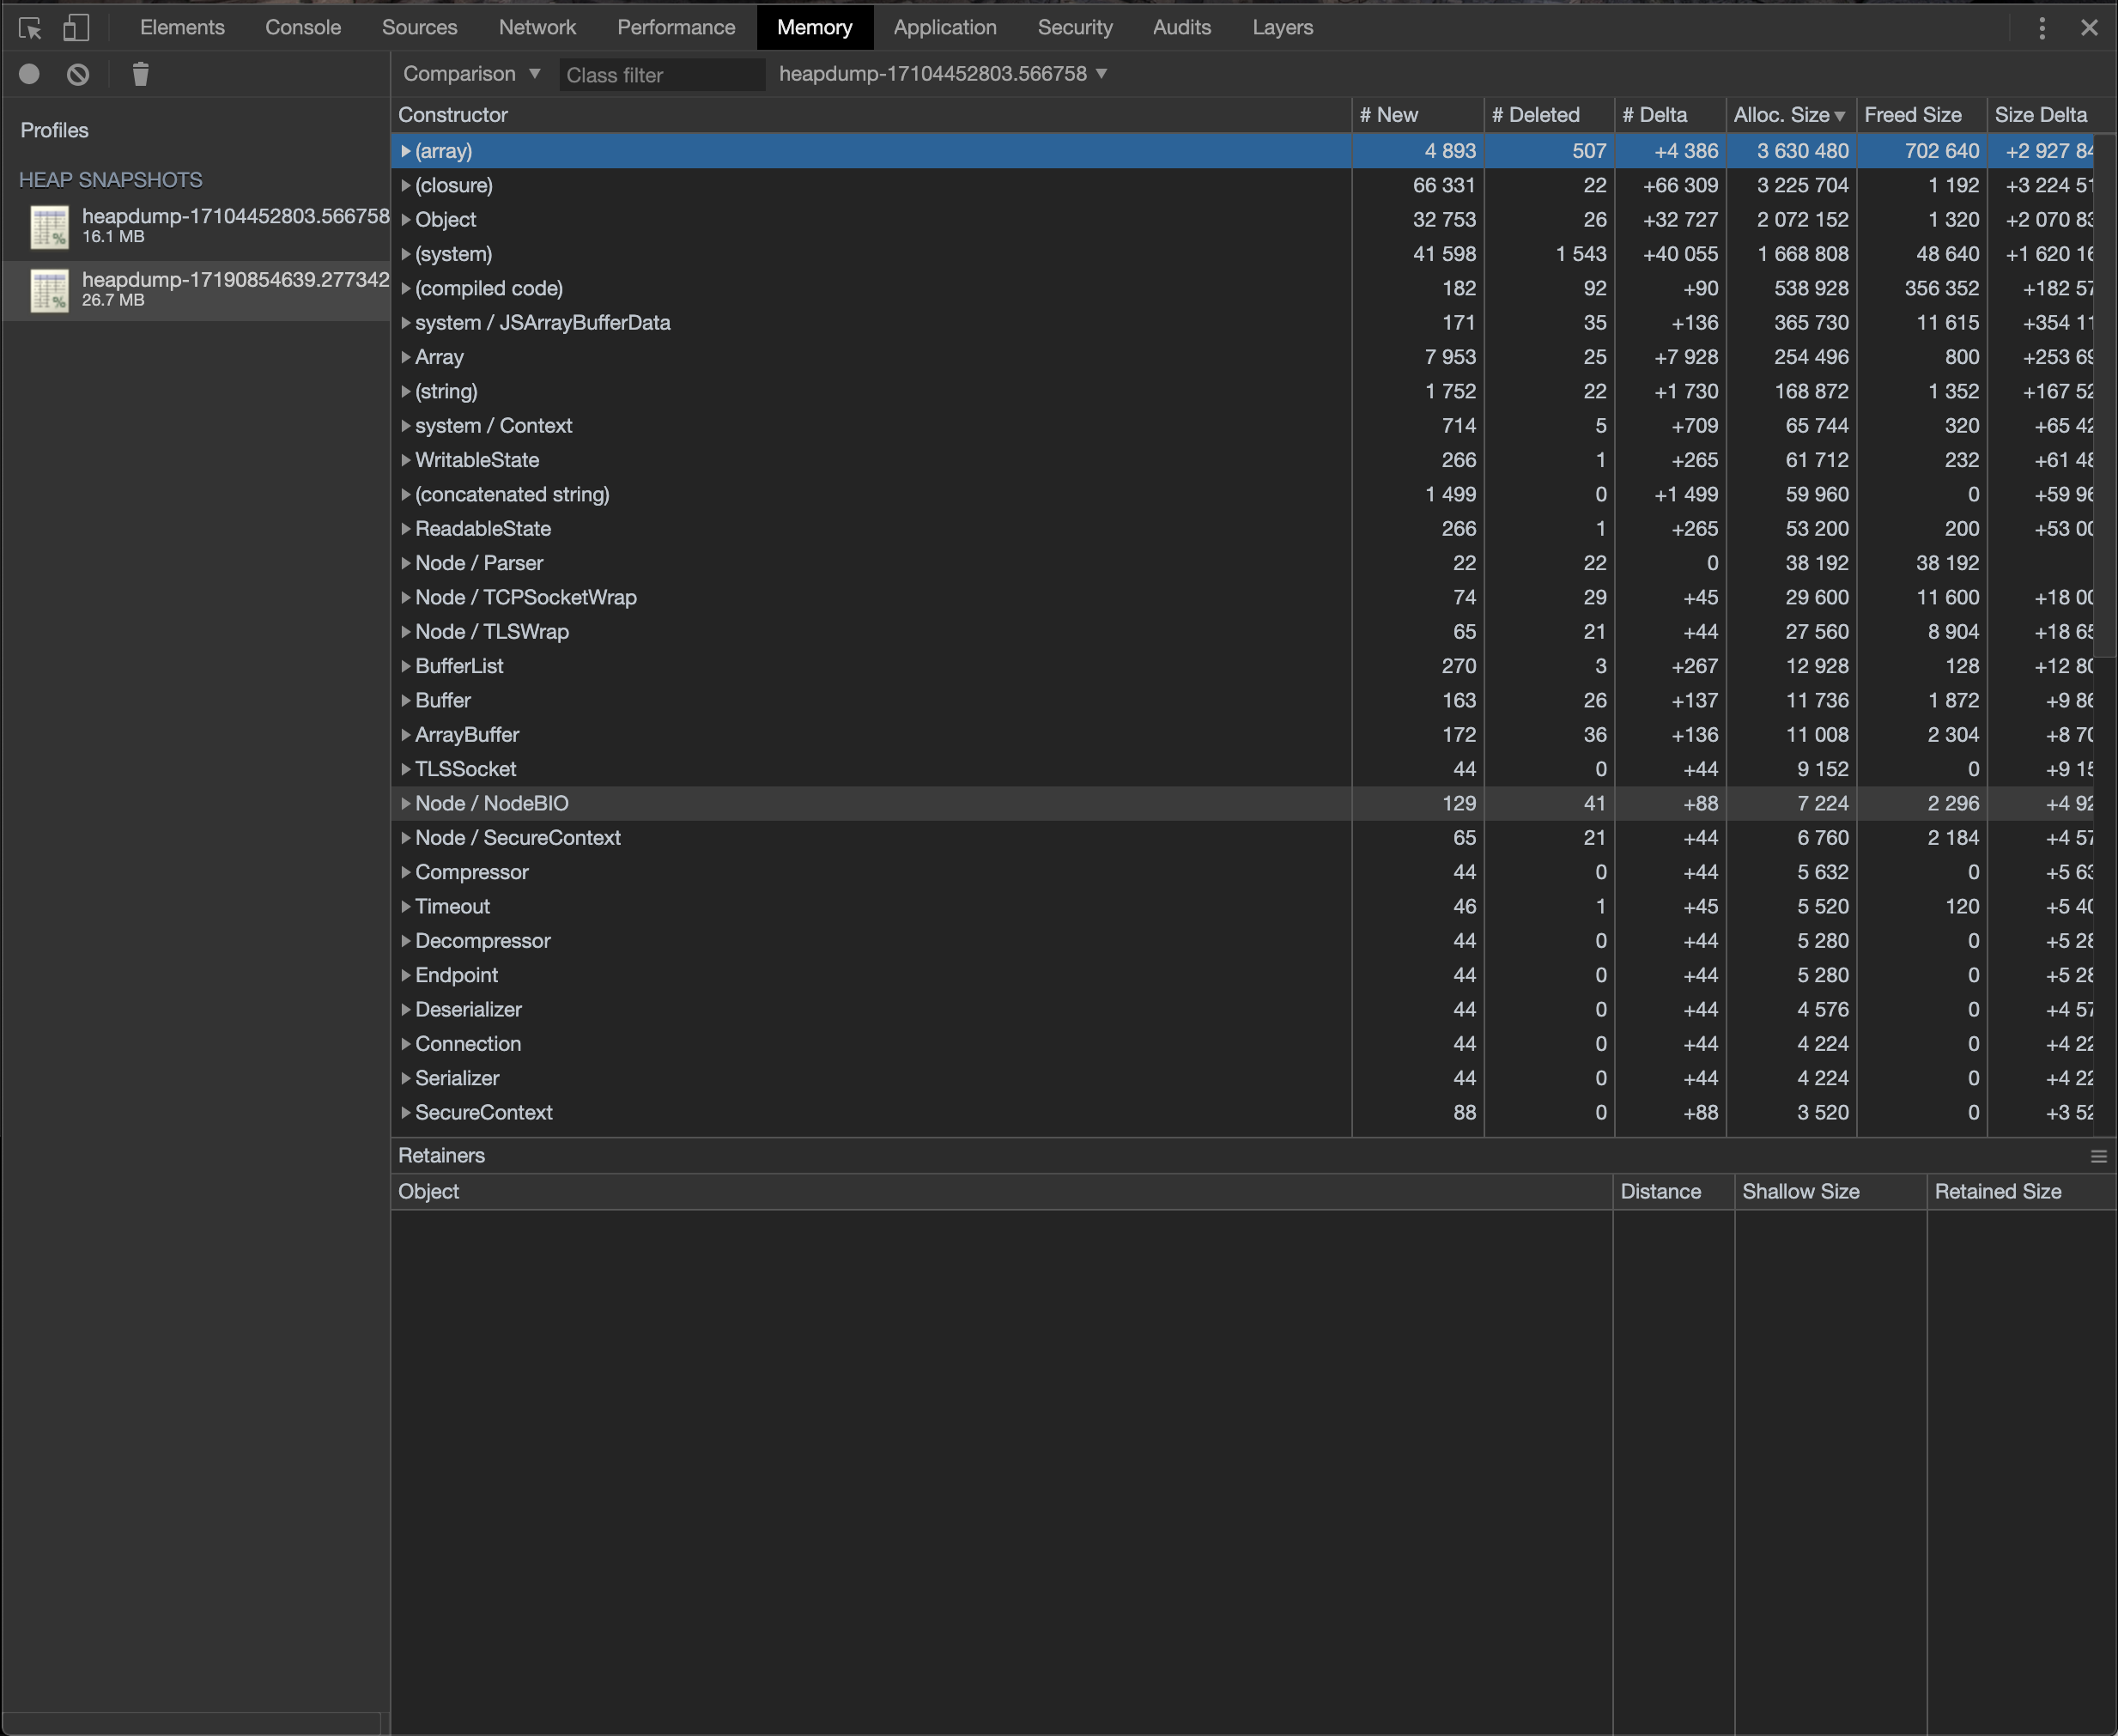 Elements Console Sources Network Performance Memory Application Security Audits Layers
Comparison Class filter heapdump-17104452803.566758
Profiles
HEAP SNAPSHOTS
heapdump-17104452803.566758
16.1 MB
heapdump-17190854639.277342
26.7 MB
Constructor # New # Deleted # Delta Alloc. Size Freed Size Size Delta
(array) 4 893 507 +4 386 3 630 480 702 640 +2 927 84
(closure) 66 331 22 +66 309 3 225 704 1 192 +3 224 51
Object 32 753 26 +32 727 2 072 152 1 320 +2 070 83
(system) 41 598 1 543 +40 055 1 668 808 48 640 +1 620 16
(compiled code) 182 92 +90 538 928 356 352 +182 57
system / JSArrayBufferData 171 35 +136 365 730 11 615 +354 11
Array 7 953 25 +7 928 254 496 800 +253 69
(string) 1 752 22 +1 730 168 872 1 352 +167 52
system / Context 714 5 +709 65 744 320 +65 42
WritableState 266 1 +265 61 712 232 +61 48
(concatenated string) 1 499 0 +1 499 59 960 0 +59 96
ReadableState 266 1 +265 53 200 200 +53 00
Node / Parser 22 22 0 38 192 38 192
Node / TCPSocketWrap 74 29 +45 29 600 11 600 +18 00
Node / TLSWrap 65 21 +44 27 560 8 904 +18 65
BufferList 270 3 +267 12 928 128 +12 80
Buffer 163 26 +137 11 736 1 872 +9 86
ArrayBuffer 172 36 +136 11 008 2 304 +8 70
TLSSocket 44 0 +44 9 152 0 +9 15
Node / NodeBIO 129 41 +88 7 224 2 296 +4 92
Node / SecureContext 65 21 +44 6 760 2 184 +4 57
Compressor 44 0 +44 5 632 0 +5 63
Timeout 46 1 +45 5 520 120 +5 40
Decompressor 44 0 +44 5 280 0 +5 28
Endpoint 44 0 +44 5 280 0 +5 28
Deserializer 44 0 +44 4 576 0 +4 57
Connection 44 0 +44 4 224 0 +4 22
Serializer 44 0 +44 4 224 0 +4 22
SecureContext 88 0 +88 3 520 0 +3 52
Retainers
Object Distance Shallow Size Retained Size